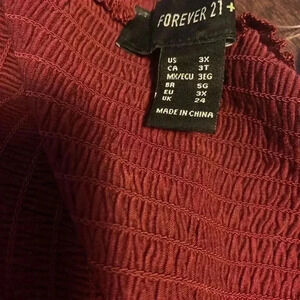 FOREVER 21 +
US 3X
CA 3T
MX/ECU 3EG
BR 5G
EU 3X
UK 24
MADE IN CHINA